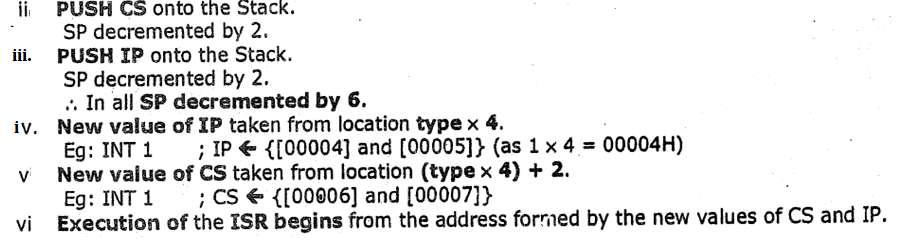 ii. PUSH CS onto the Stack.
SP decremented by 2.
iii. PUSH IP onto the Stack.
SP decremented by 2.
∴ In all SP decremented by 6.
iv. New value of IP taken from location type × 4.
Eg: INT 1 ; IP ← {[00004] and [00005]} (as 1 × 4 = 00004H)
v New value of CS taken from location (type × 4) + 2.
Eg: INT 1 ; CS ← {[00006] and [00007]}
vi Execution of the ISR begins from the address formed by the new values of CS and IP.